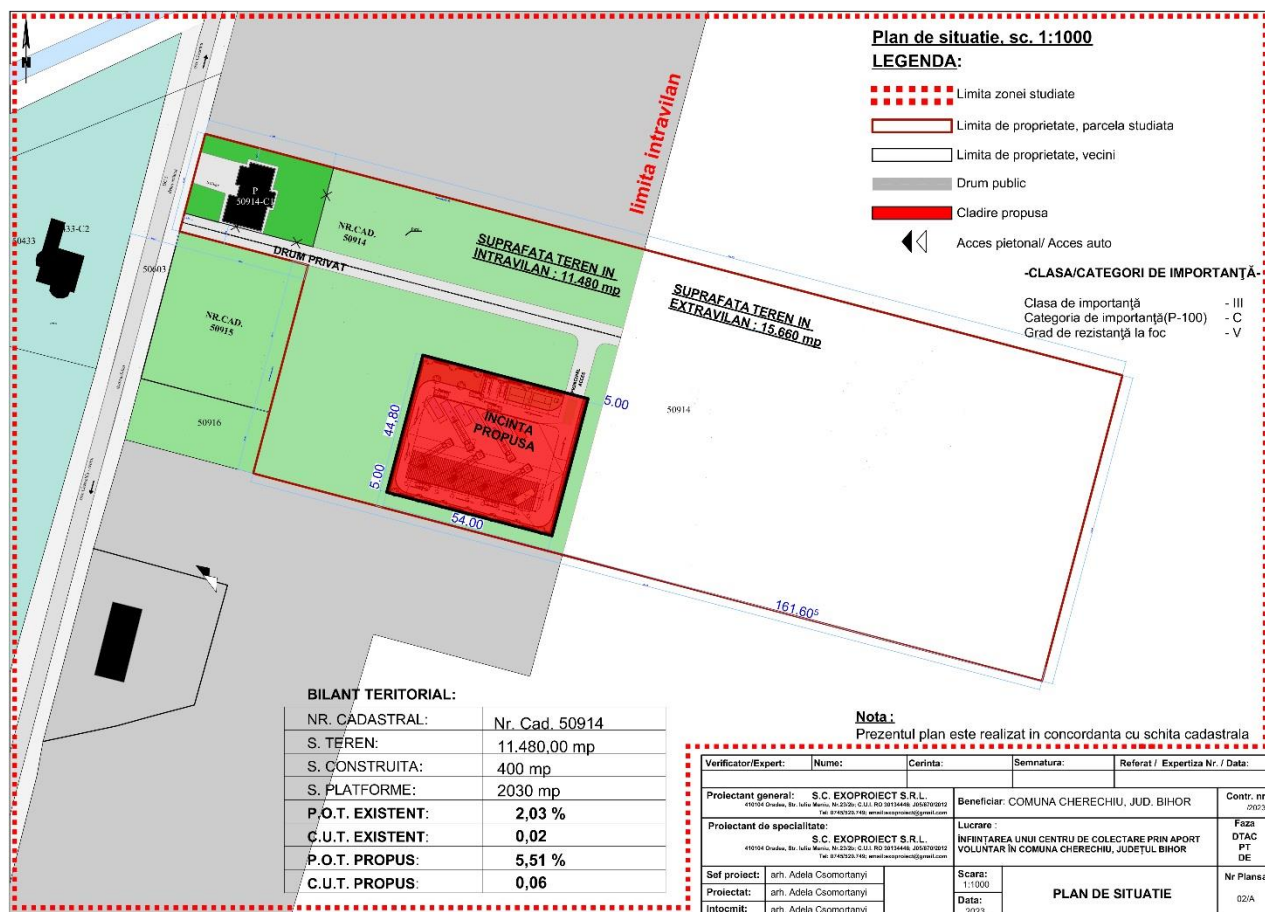 Plan de situatie, sc. 1:1000
LEGENDA:
Limita zonei studiate
Limita de proprietate, parcela studiata
Limita de proprietate, vecini
Drum public
Cladire propusa
Acces pietonal/ Acces auto
-CLASA/CATEGORI DE IMPORTANŢĂ-
Clasa de importanţă - III
Categoria de importanţă(P-100) - C
Grad de rezistanţă la foc - V
N
limita intravilan
P
50914-C1
NR.CAD.
50914
SUPRAFATA TEREN IN
INTRAVILAN : 11.480 mp
DRUM PRIVAT
SUPRAFATA TEREN IN
EXTRAVILAN : 15.660 mp
50433
433-C2
50603
NR.CAD.
50915
50916
50914
INCINTA
PROPUSA
44,80
5,00
5,00
54,00
161,60⁵
BILANT TERITORIAL:
NR. CADASTRAL: Nr. Cad. 50914
S. TEREN: 11.480,00 mp
S. CONSTRUITA: 400 mp
S. PLATFORME: 2030 mp
P.O.T. EXISTENT: 2,03 %
C.U.T. EXISTENT: 0,02
P.O.T. PROPUS: 5,51 %
C.U.T. PROPUS: 0,06
Nota :
Prezentul plan este realizat in concordanta cu schita cadastrala
Verificator/Expert: Nume: Cerinta: Semnatura: Referat / Expertiza Nr. / Data:
Proiectant general: S.C. EXOPROIECT S.R.L.
Beneficiar: COMUNA CHERECHIU, JUD. BIHOR
Contr. nr
/2023
Proiectant de specialitate:
S.C. EXOPROIECT S.R.L.
Lucrare :
ÎNFIINŢAREA UNUI CENTRU DE COLECTARE PRIN APORT
VOLUNTAR ÎN COMUNA CHERECHIU, JUDEŢUL BIHOR
Faza
DTAC
PT
DE
Sef proiect: arh. Adela Csomortanyi
Proiectat: arh. Adela Csomortanyi
Intocmit: arh. Adela Csomortanyi
Scara:
1:1000
Data:
2023
PLAN DE SITUATIE
Nr Plansa
02/A